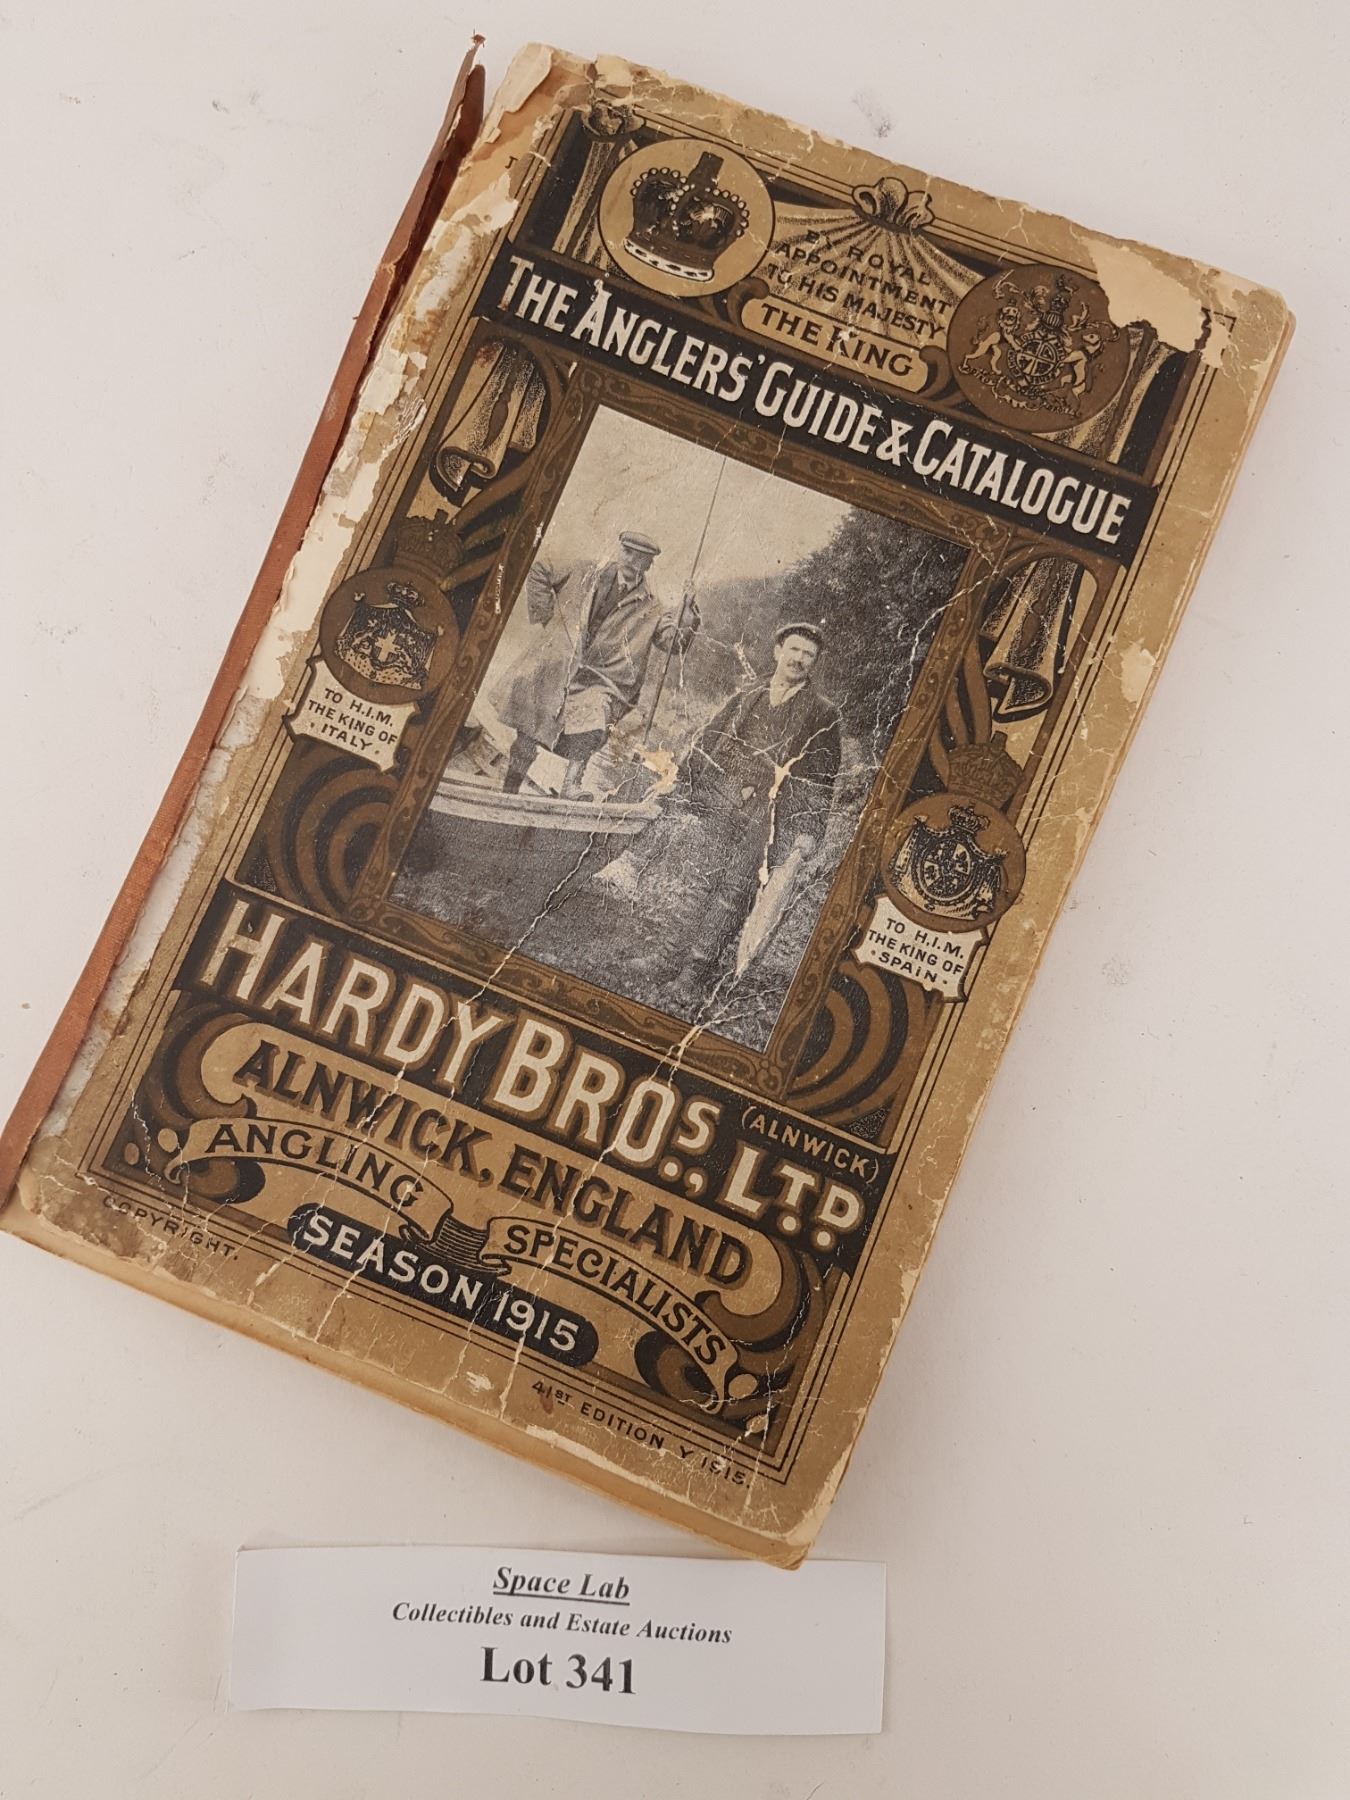 BY ROYAL
APPOINTMENT
TO HIS MAJESTY
THE KING
THE ANGLERS' GUIDE & CATALOGUE
TO H.I.M.
THE KING OF
· ITALY ·
TO H.I.M.
THE KING OF
· SPAIN ·
HARDY BROS., LTD.
(ALNWICK)
ALNWICK, ENGLAND
ANGLING SPECIALISTS
SEASON 1915
COPYRIGHT.
41ST EDITION Y 1915.
Space Lab
Collectibles and Estate Auctions
Lot 341